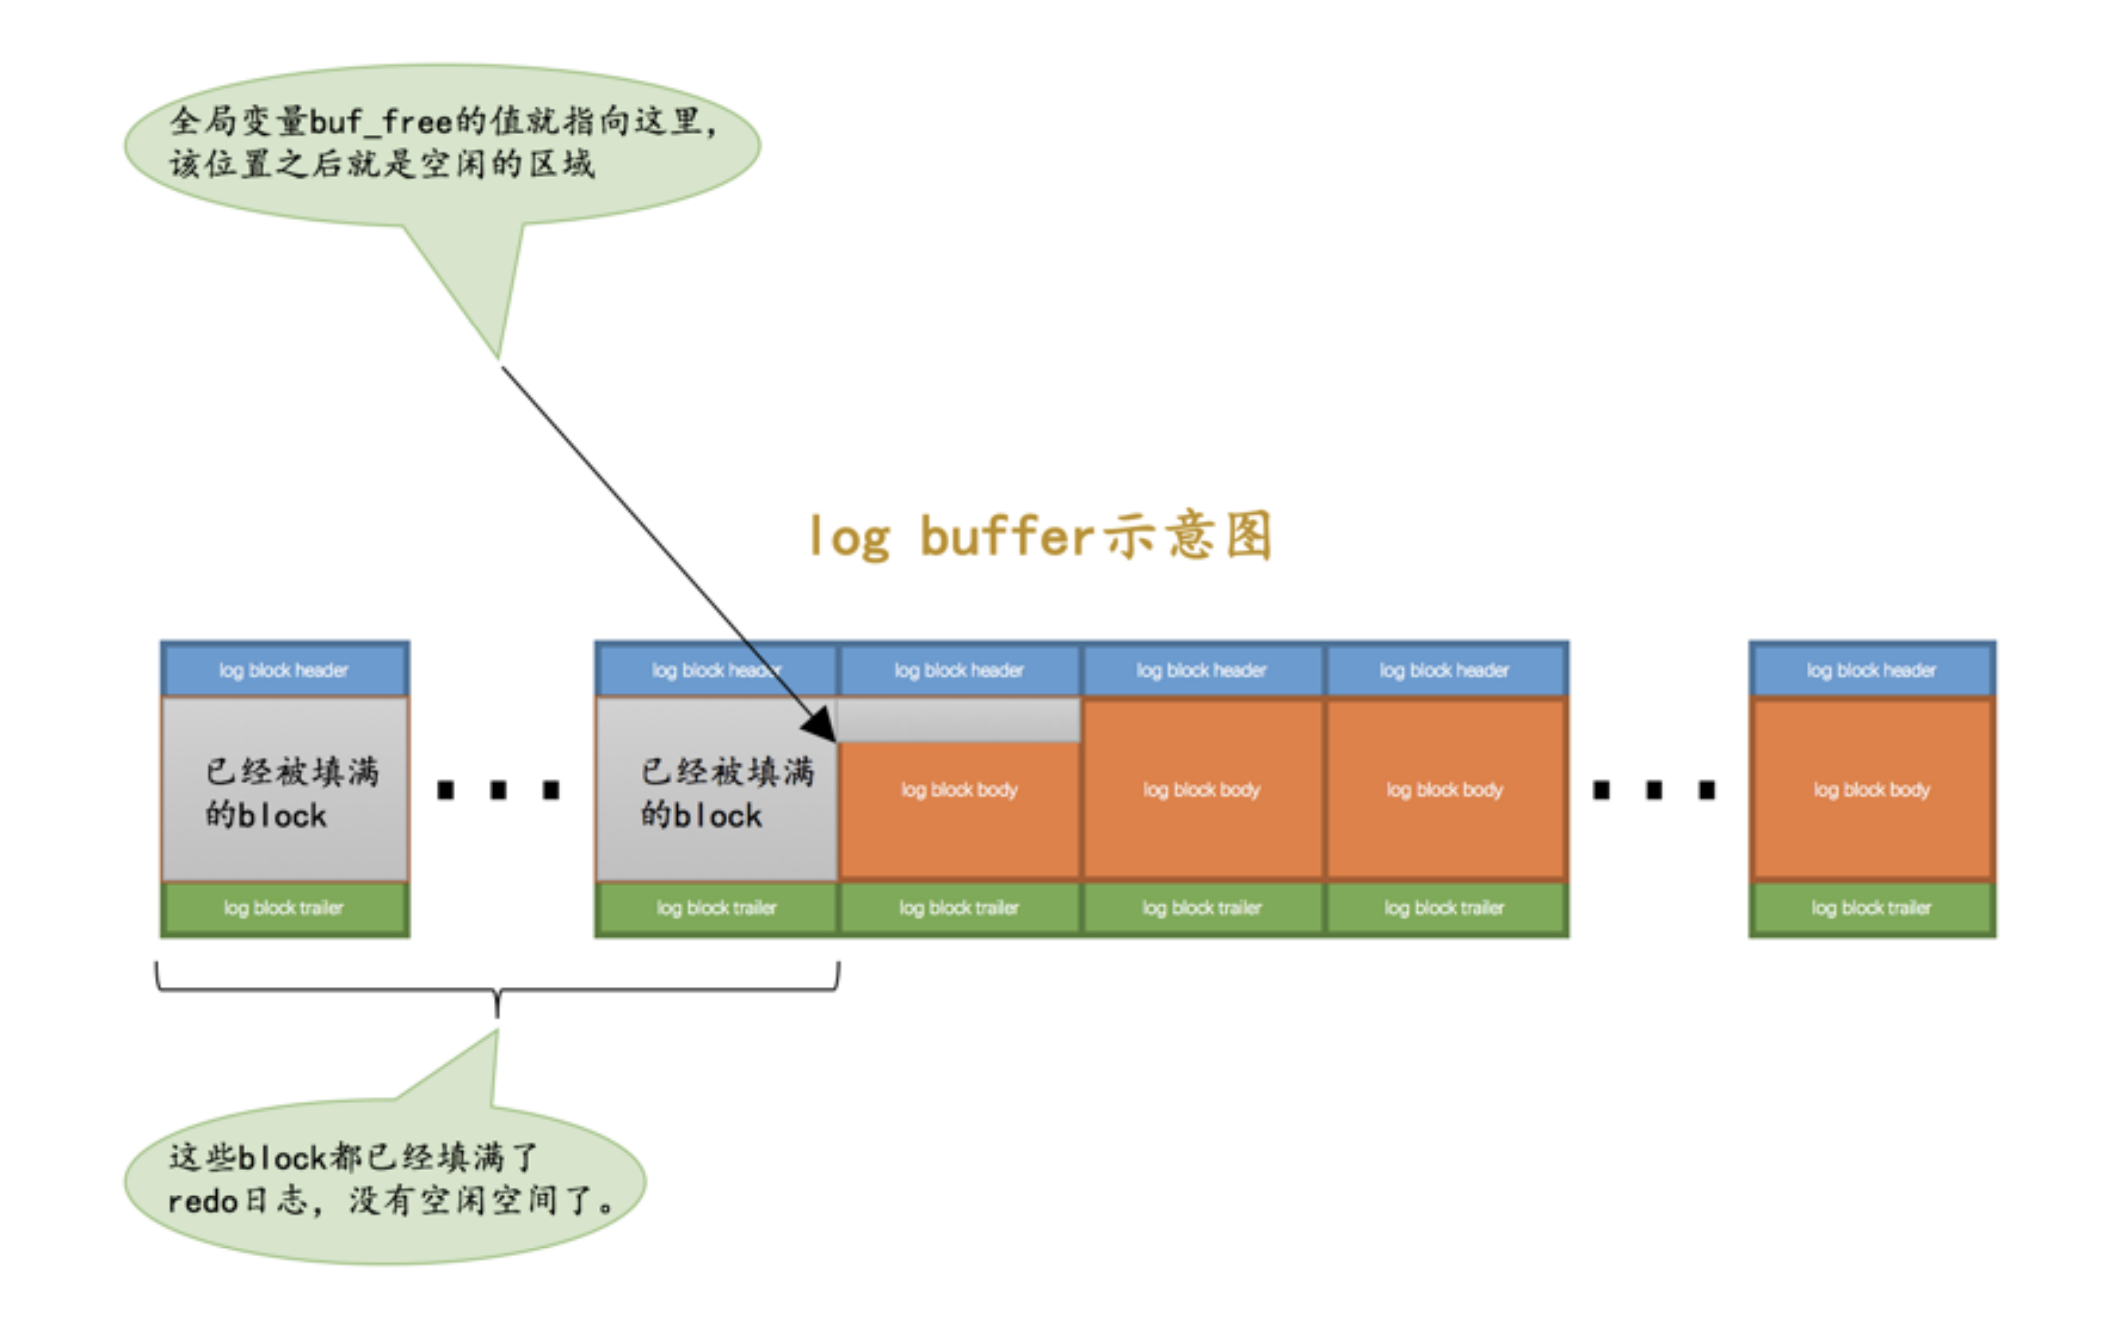 全局变量buf_free的值就指向这里，
该位置之后就是空闲的区域
log buffer示意图
log block header
log block header
log block header
log block header
log block header
log block header
已经被填满
的block
已经被填满
的block
log block body
log block body
log block body
log block body
log block trailer
log block trailer
log block trailer
log block trailer
log block trailer
log block trailer
这些block都已经填满了
redo日志，没有空闲空间了。